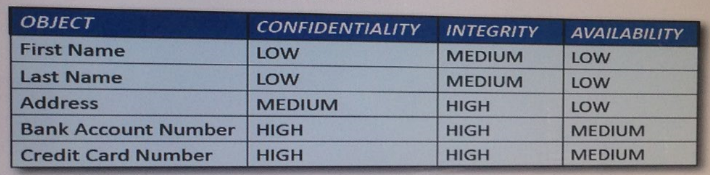 OBJECT CONFIDENTIALITY INTEGRITY AVAILABILITY
First Name LOW MEDIUM LOW
Last Name LOW MEDIUM LOW
Address MEDIUM HIGH LOW
Bank Account Number HIGH HIGH MEDIUM
Credit Card Number HIGH HIGH MEDIUM